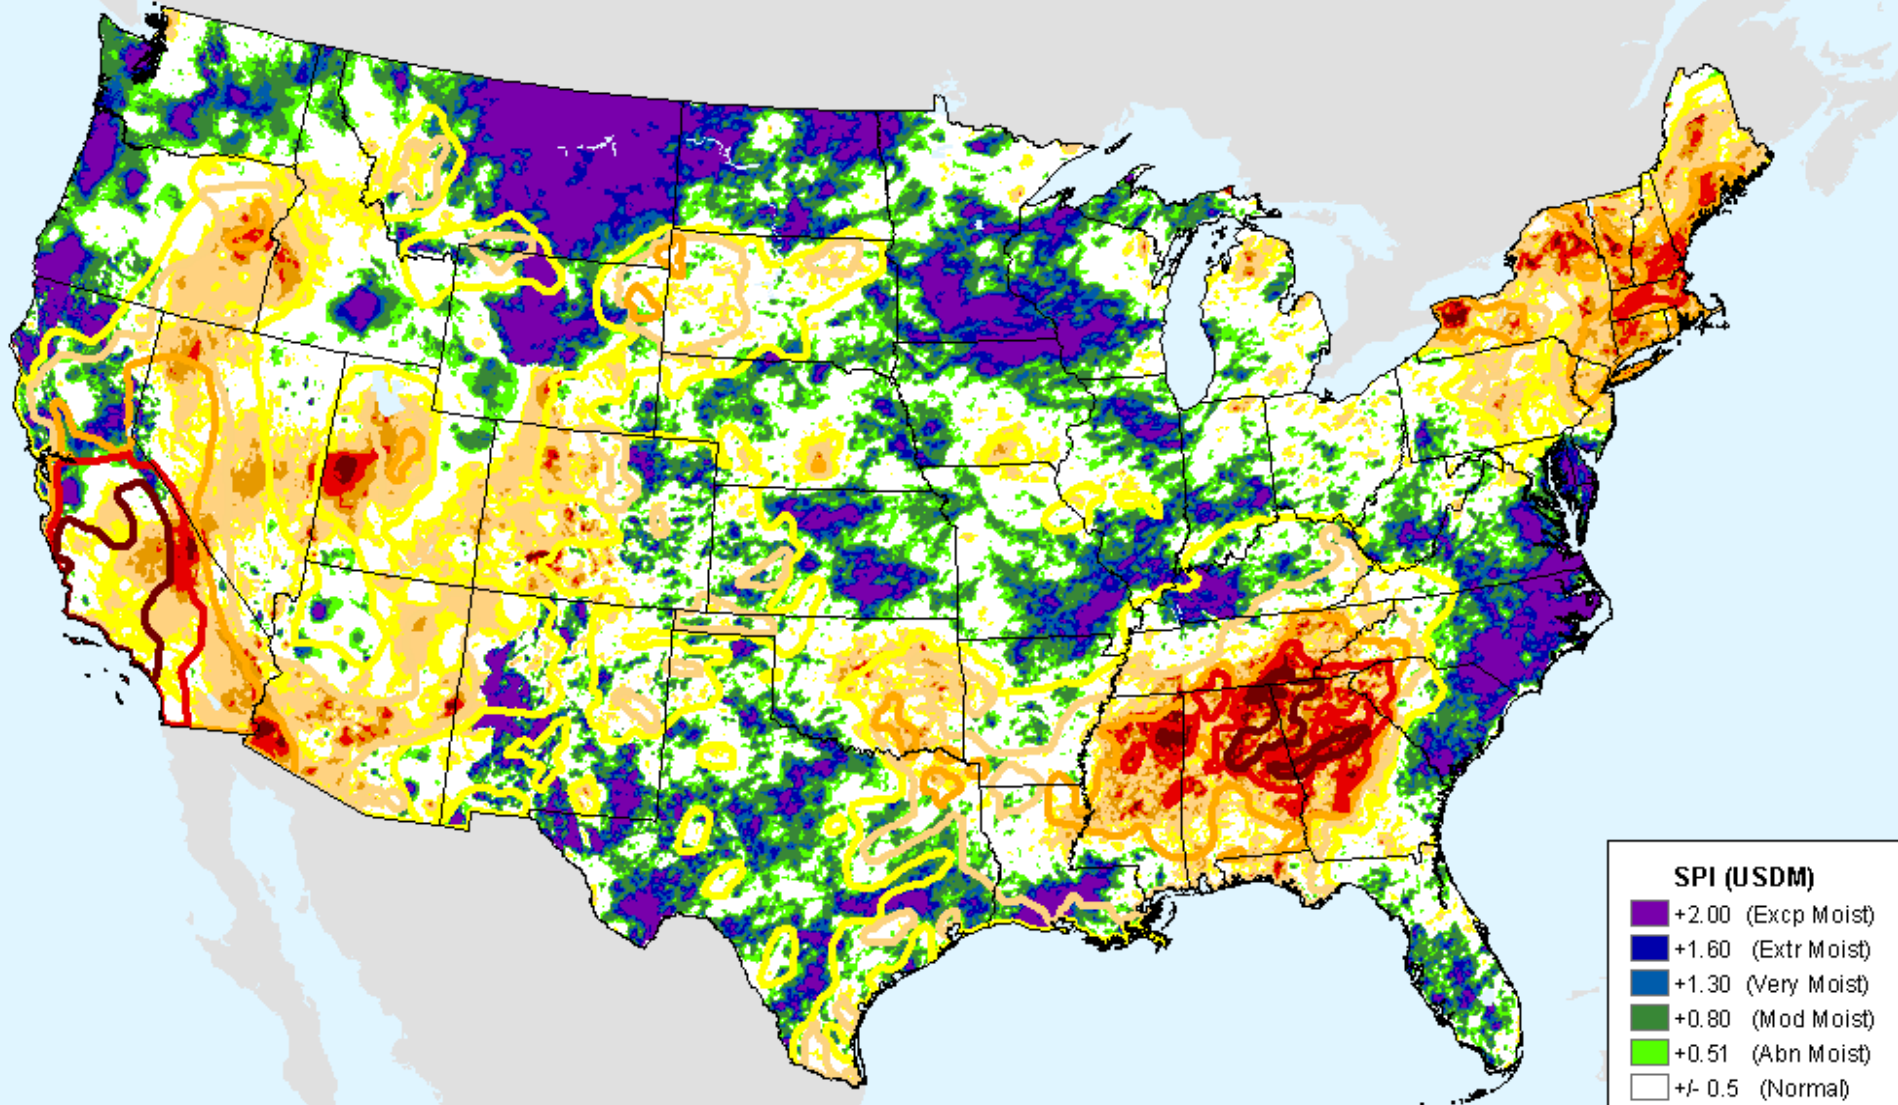 SPI (USDM)
+2.00 (Excp Moist)
+1.60 (Extr Moist)
+1.30 (Very Moist)
+0.80 (Mod Moist)
+0.51 (Abn Moist)
+/- 0.5 (Normal)